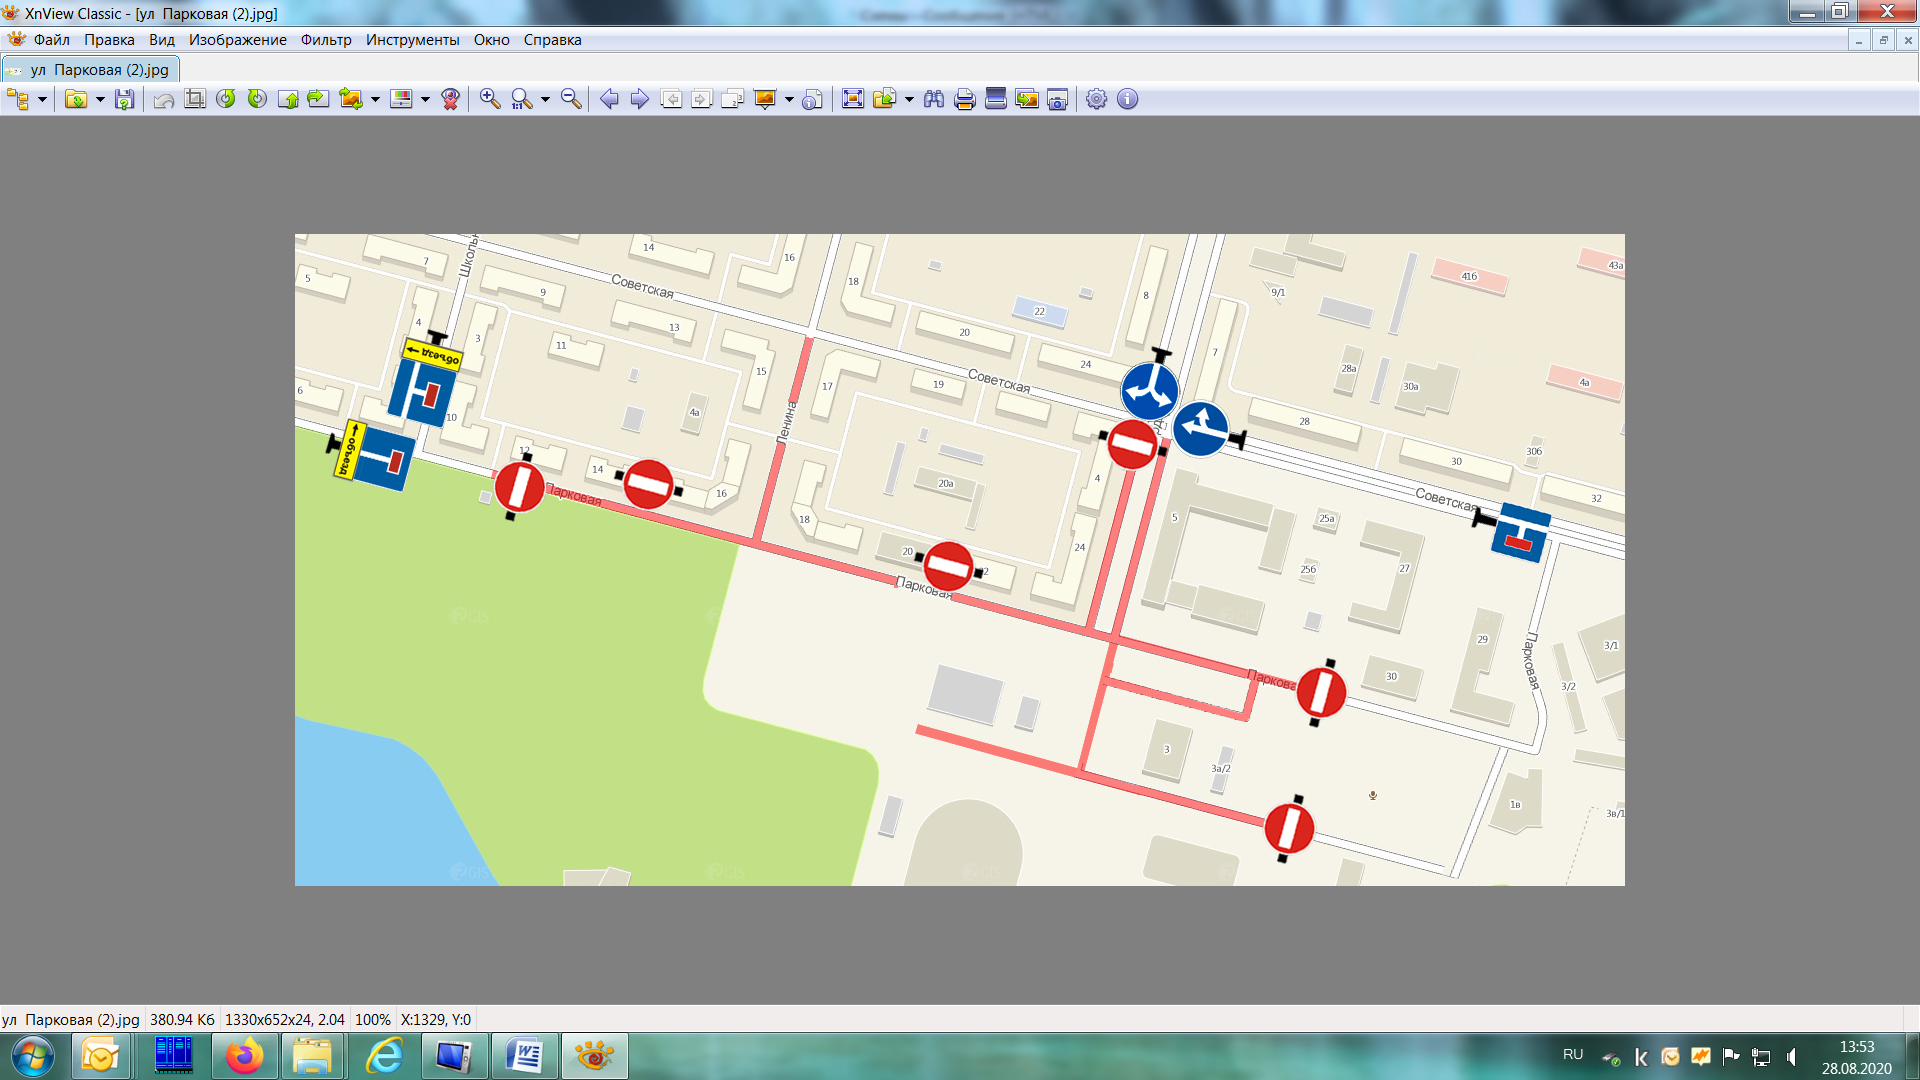 XnView Classic - [ул Парковая (2).jpg]
Файл Правка Вид Изображение Фильтр Инструменты Окно Справка
ул Парковая (2).jpg
1:1
Советская
14
16
7
5
9
13
4
3
11
15
4а
18
20
22
24
8
9/1
41б
43а
7
28а
30а
4а
объезд
6
10
объезд
12
14
16
Парковая
Ленина
17
19
Советская
20а
18
20
Парковая
4
24
5
28
30
30б
32
Советская
25а
25б
27
29
30
3/1
3/2
Парковая
3
3а/2
1в
3в/1
2GIS
ул Парковая (2).jpg 380.94 Кб 1330x652x24, 2.04 100% X:1329, Y:0
RU
13:53
28.08.2020